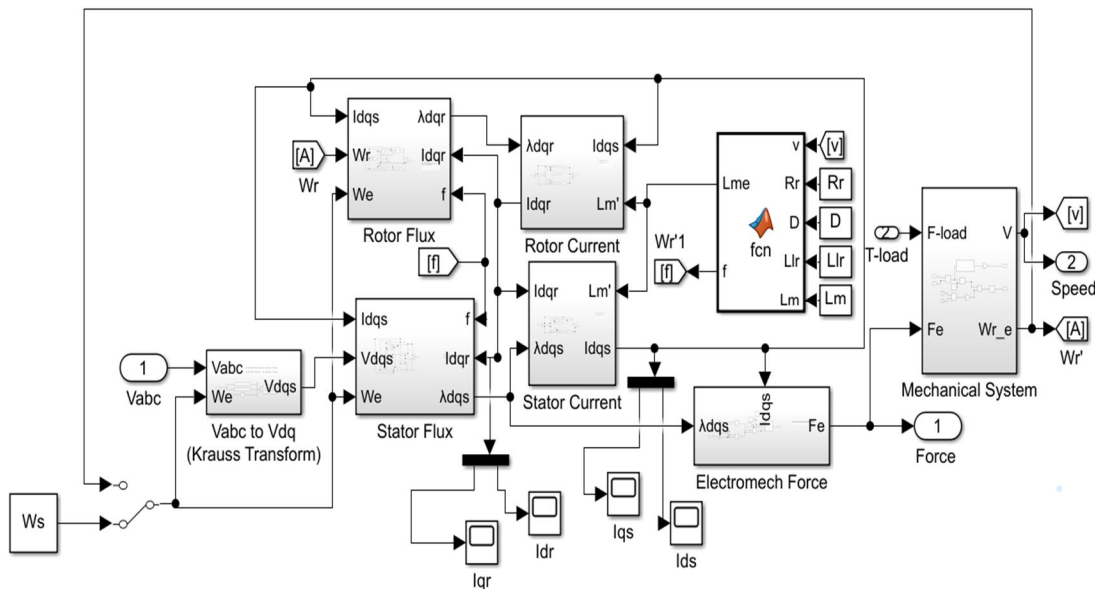 Idqs
λdqr
[A]
Wr
Idqr
We
f
Wr
Rotor Flux
λdqr
Idqs
Idqr
Lm'
Rotor Current
v
Lme
Rr
D
fcn
Llr
f
Lm
[v]
Rr
D
Llr
Lm
Wr'1
[f]
[f]
2
T-load
F-load
V
Fe
Wr_e
Mechanical System
[v]
2
Speed
[A]
Wr'
Idqr
Lm'
λdqs
Idqs
Stator Current
Idqs
f
Vdqs
Idqr
We
λdqs
Stator Flux
1
Vabc
Vabc
Vdqs
We
Vabc to Vdq
(Krauss Transform)
Idqs
λdqs
Fe
Electromech Force
1
Force
Ws
Iqr
Idr
Iqs
Ids